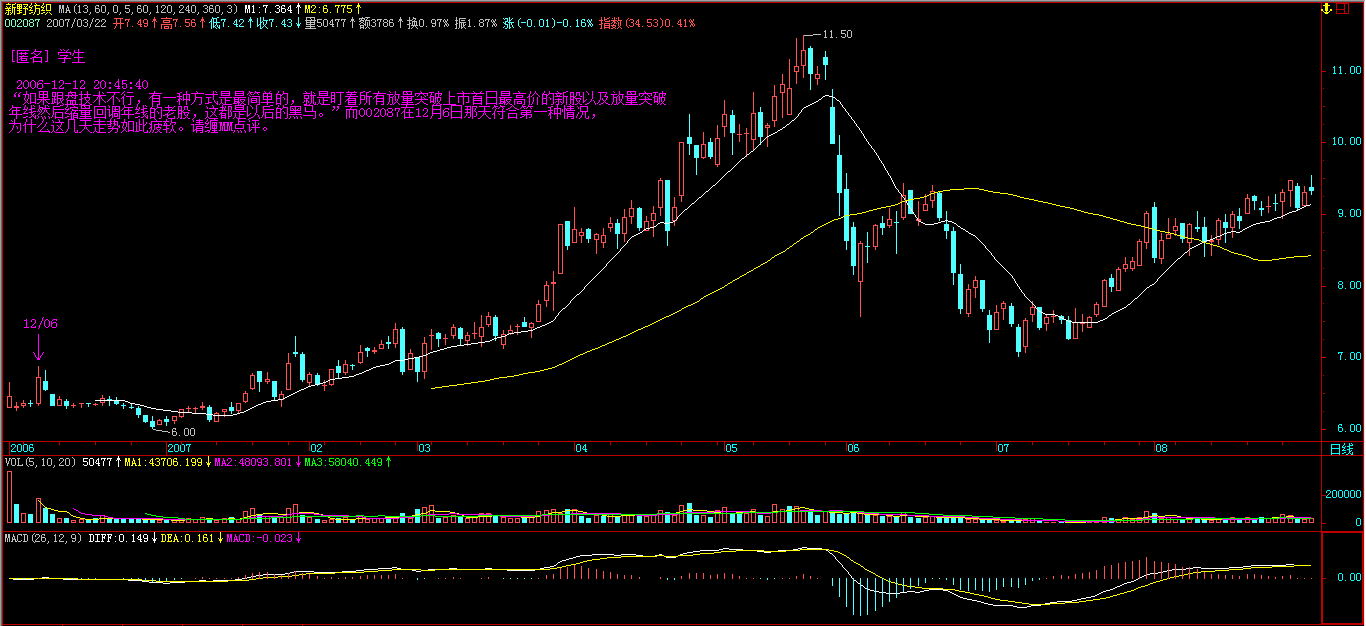 新野纺织 MA(13,60,0,5,60,120,240,360,3) M1:7.364↑M2:6.775↑
002087 2007/03/22 开7.49↑高7.56↑低7.42↑收7.43↓量50477↑额3786↑换0.97% 振1.87% 涨(-0.01)-0.16% 指数(34.53)0.41%
[匿名] 学生
2006-12-12 20:45:40
“如果跟盘技术不行，有一种方式是最简单的，就是盯着所有放量突破上市首日最高价的新股以及放量突破
年线然后缩量回调年线的老股，这都是以后的黑马。”而002087在12月6日那天符合第一种情况，
为什么这几天走势如此疲软。请缠MM点评。
11.50
11.00
10.00
9.00
8.00
12/06
7.00
6.00
6.00
2006 2007 02 03 04 05 06 07 08 日线
VOL(5,10,20) 50477↑MA1:43706.199↓MA2:48093.801↓MA3:58040.449↑
200000
0
MACD(26,12,9) DIFF:0.149↓DEA:0.161↓MACD:-0.023↓
0.00